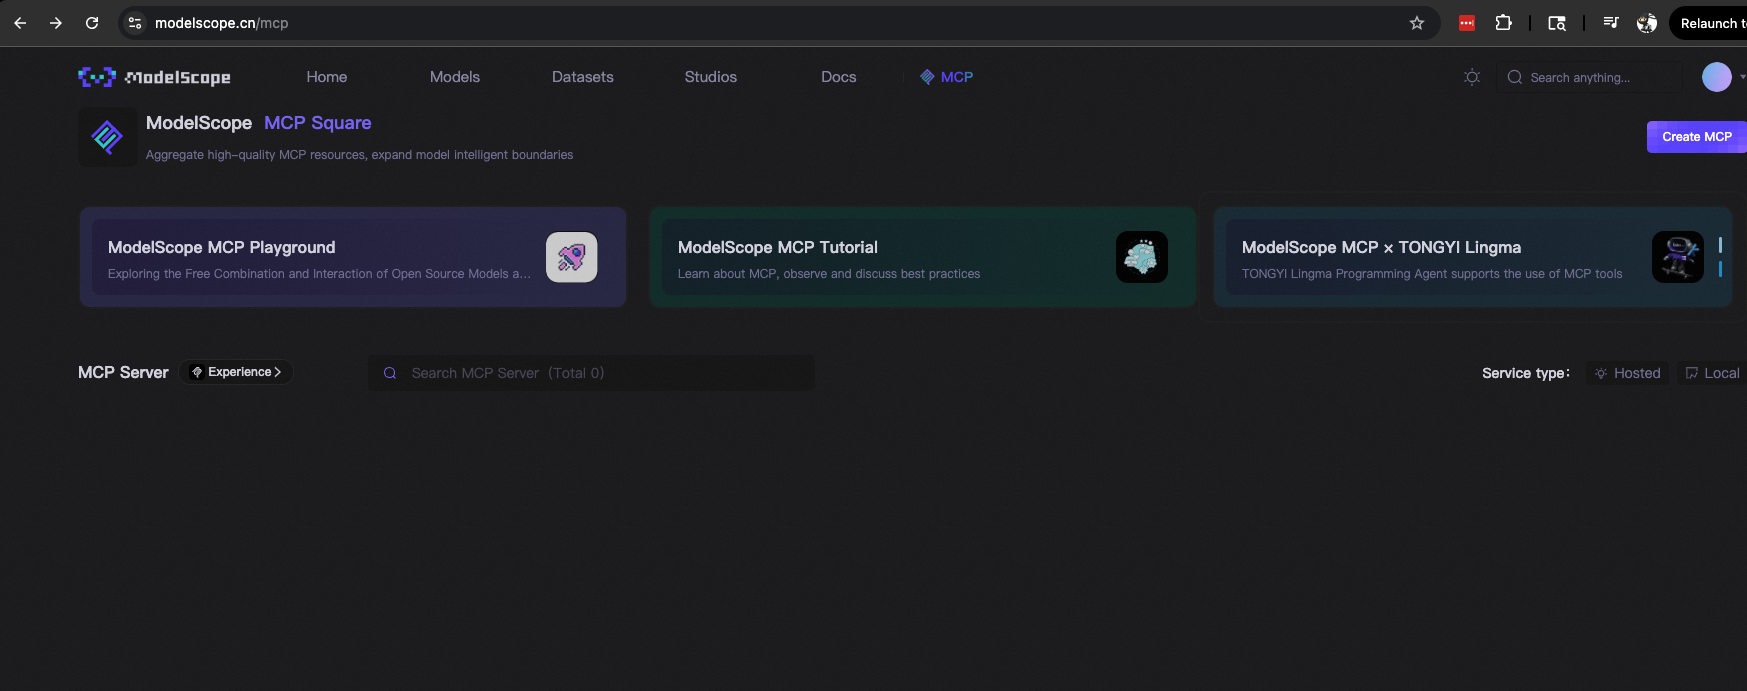 modelscope.cn/mcp
Relaunch t
ModelScope
Home
Models
Datasets
Studios
Docs
MCP
Search anything...
ModelScope MCP Square
Aggregate high-quality MCP resources, expand model intelligent boundaries
Create MCP
ModelScope MCP Playground
Exploring the Free Combination and Interaction of Open Source Models a...
ModelScope MCP Tutorial
Learn about MCP, observe and discuss best practices
ModelScope MCP × TONGYI Lingma
TONGYI Lingma Programming Agent supports the use of MCP tools
MCP Server
Experience
Search MCP Server (Total 0)
Service type:
Hosted
Local